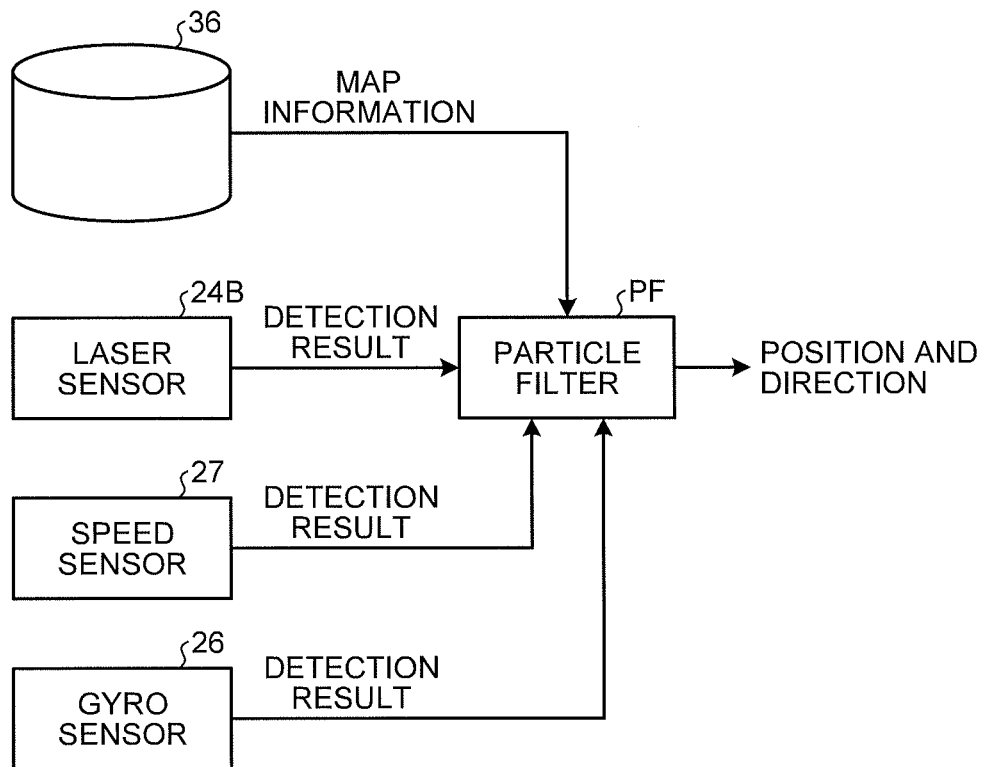 36
MAP
INFORMATION
24B
LASER
SENSOR
DETECTION
RESULT
PF
PARTICLE
FILTER
POSITION AND
DIRECTION
27
SPEED
SENSOR
DETECTION
RESULT
26
GYRO
SENSOR
DETECTION
RESULT